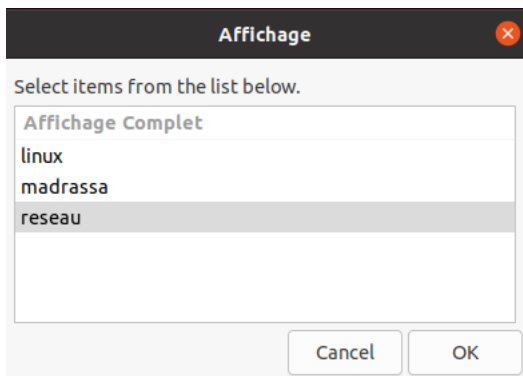 Affichage
Select items from the list below.
Affichage Complet
linux
madrassa
reseau
Cancel OK